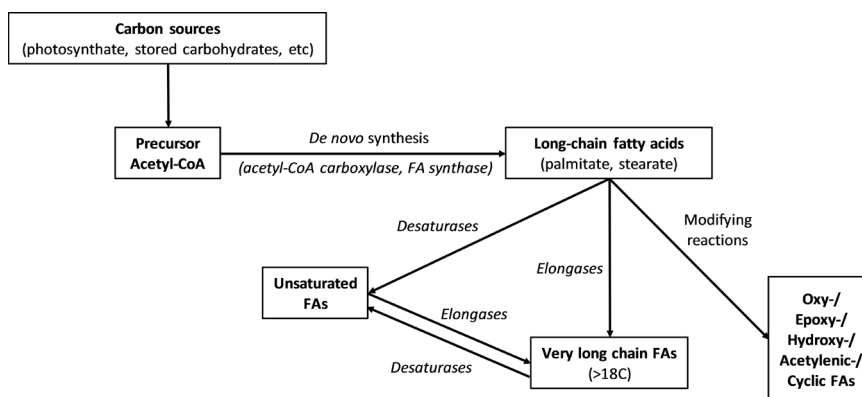 Carbon sources
(photosynthate, stored carbohydrates, etc)
Precursor
Acetyl-CoA
De novo synthesis
(acetyl-CoA carboxylase, FA synthase)
Long-chain fatty acids
(palmitate, stearate)
Desaturases
Elongases
Modifying
reactions
Unsaturated
FAs
Elongases
Desaturases
Very long chain FAs
(>18C)
Oxy-/
Epoxy-/
Hydroxy-/
Acetylenic-/
Cyclic FAs